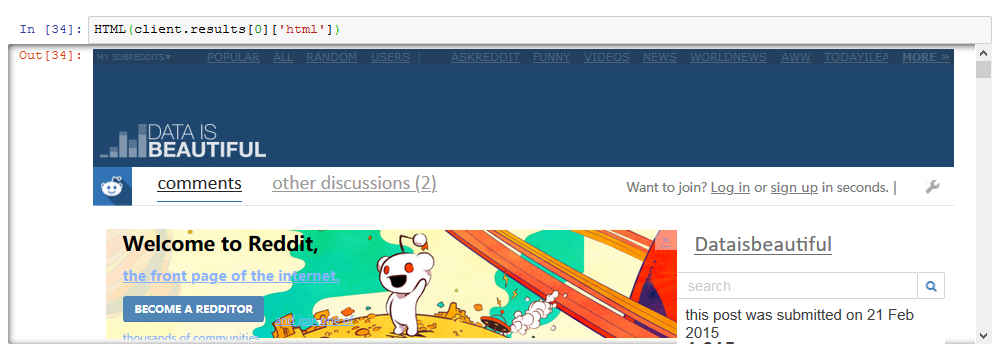 In [34]: HTML(client.results[0]['html'])
Out[34]:
MY SUBREDDITS▼ POPULAR ALL RANDOM USERS | ASKREDDIT FUNNY VIDEOS NEWS WORLDNEWS AWW TODAYILEA MORE »
DATA IS
BEAUTIFUL
comments other discussions (2) Want to join? Log in or sign up in seconds. |
Welcome to Reddit,
the front page of the internet.
BECOME A REDDITOR
and join one of
thousands of communities.
×
Dataisbeautiful
search
this post was submitted on 21 Feb
2015